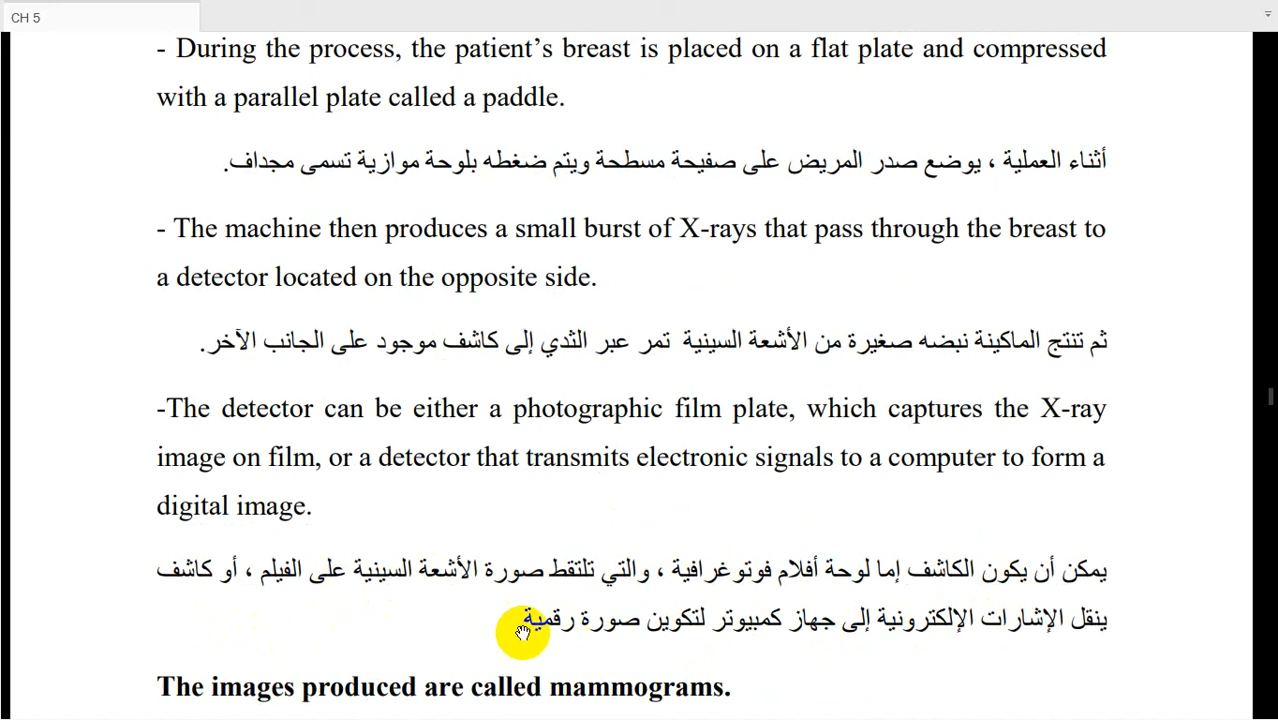 CH 5
- During the process, the patient’s breast is placed on a flat plate and compressed
with a parallel plate called a paddle.
أثناء العملية ، يوضع صدر المريض على صفيحة مسطحة ويتم ضغطه بلوحة موازية تسمى مجداف.
- The machine then produces a small burst of X-rays that pass through the breast to
a detector located on the opposite side.
ثم تنتج الماكينة نبضه صغيرة من الأشعة السينية تمر عبر الثدي إلى كاشف موجود على الجانب الآخر.
-The detector can be either a photographic film plate, which captures the X-ray
image on film, or a detector that transmits electronic signals to a computer to form a
digital image.
يمكن أن يكون الكاشف إما لوحة أفلام فوتوغرافية ، والتي تلتقط صورة الأشعة السينية على الفيلم ، أو كاشف
ينقل الإشارات الإلكترونية إلى جهاز كمبيوتر لتكوين صورة رقمية
The images produced are called mammograms.